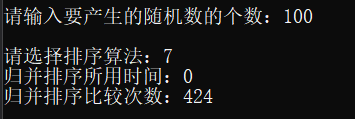 请输入要产生的随机数的个数：100
请选择排序算法：7
归并排序所用时间：0
归并排序比较次数：424